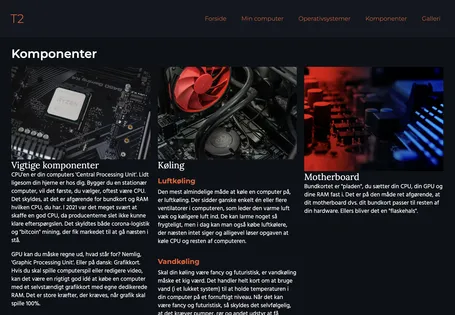 T2
Forside
Min computer
Operativsystemer
Komponenter
Galleri
Komponenter
Vigtige komponenter
CPU'en er din computers 'Central Processing Unit'. Lidt
ligesom din hjerne er hos dig. Bygger du en stationær
computer, vil det første, du vælger, oftest være CPU.
Det skyldes, at det er afgørende for bundkort og RAM
hvilken CPU, du har. I 2021 var det meget svært at
skaffe en god CPU, da producenterne slet ikke kunne
klare efterspørgslen. Det skyldtes både corona-logistik
og "bitcoin" mining, der fik markedet til at gå næsten i
stå.
GPU kan du måske regne ud, hvad står for? Nemlig,
'Graphic Processing Unit'. Eller på dansk: Grafikkort.
Hvis du skal spille computerspil eller redigere video,
kan det være en rigtigt god idé at købe en computer
med et selvstændigt grafikkort med egne dedikerede
RAM. Det er store kræfter, der kræves, når grafik skal
spille 100%.
Køling
Luftkøling
Den mest almindelige måde at køle en computer på,
er luftkøling. Der sidder ganske enkelt én eller flere
ventilatorer i computeren, som leder den varme luft
væk og køligere luft ind. De kan larme noget så
frygteligt, men i dag kan man også købe luftkølere,
der næsten intet siger og alligevel løser opgaven at
køle CPU og resten af computeren.
Vandkøling
Skal din køling være fancy og futuristisk, er vandkøling
måske et kig værd. Det handler helt kort om at bruge
vand (i et lukket system) til at holde temperaturen i
din computer på et fornuftigt niveau. Når det kan
være fancy og futuristisk, så skyldes det selvfølgelig,
at det kræver pumper, rør og andet udstyr at få
Motherboard
Bundkortet er "pladen", du sætter din CPU, din GPU og
dine RAM fast i. Det er på den måde ret afgørende, at
dit motherboard dvs. dit bundkort passer til resten af
din hardware. Ellers bliver det en "flaskehals".